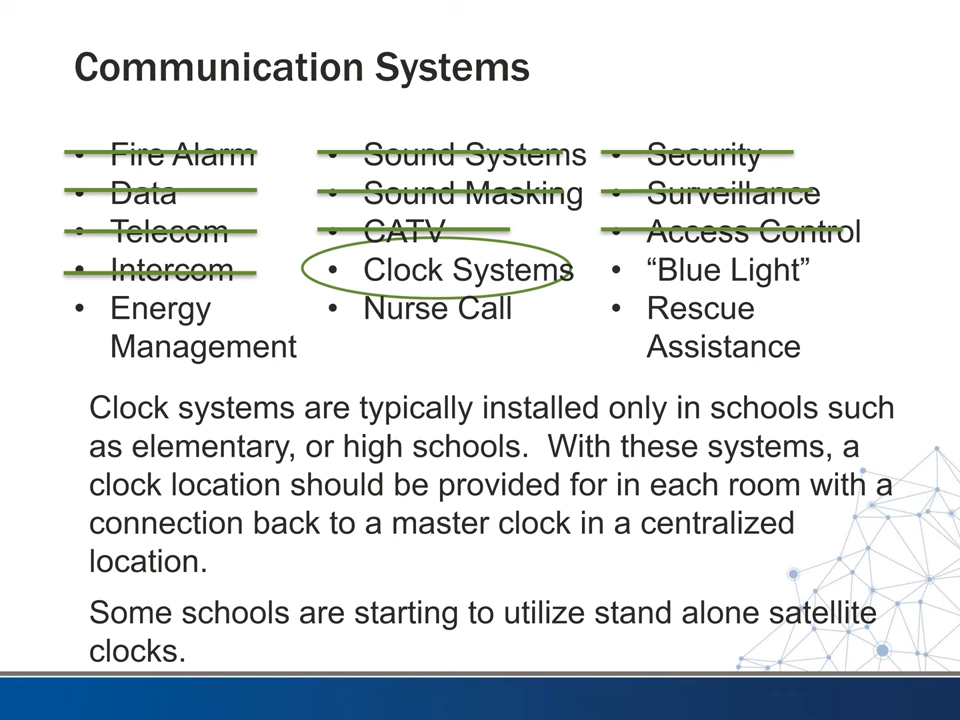 Communication Systems
• Fire Alarm
• Data
• Telecom
• Intercom
• Energy
Management
• Sound Systems
• Sound Masking
• CATV
• Clock Systems
• Nurse Call
• Security
• Surveillance
• Access Control
• “Blue Light”
• Rescue
Assistance
Clock systems are typically installed only in schools such
as elementary, or high schools.  With these systems, a
clock location should be provided for in each room with a
connection back to a master clock in a centralized
location.
Some schools are starting to utilize stand alone satellite
clocks.